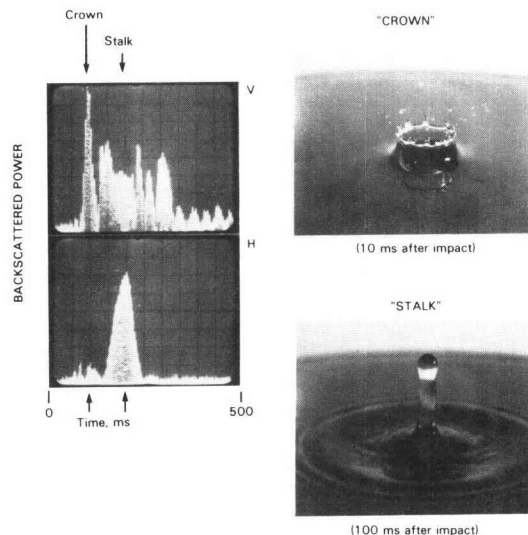 Crown
Stalk
V
BACKSCATTERED POWER
H
0
Time, ms
500
"CROWN"
(10 ms after impact)
"STALK"
(100 ms after impact)